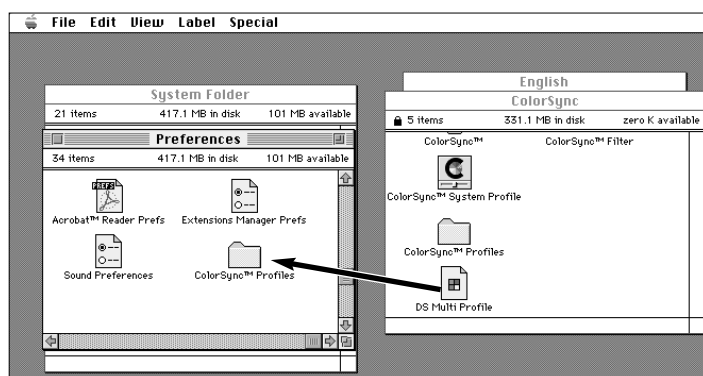 File Edit View Label Special
System Folder
21 items 417.1 MB in disk 101 MB available
Preferences
34 items 417.1 MB in disk 101 MB available
PREFS
Acrobat™ Reader Prefs Extensions Manager Prefs
Sound Preferences ColorSync™ Profiles
English
ColorSync
5 items 331.1 MB in disk zero K available
ColorSync™ ColorSync™ Filter
ColorSync™ System Profile
ColorSync™ Profiles
DS Multi Profile